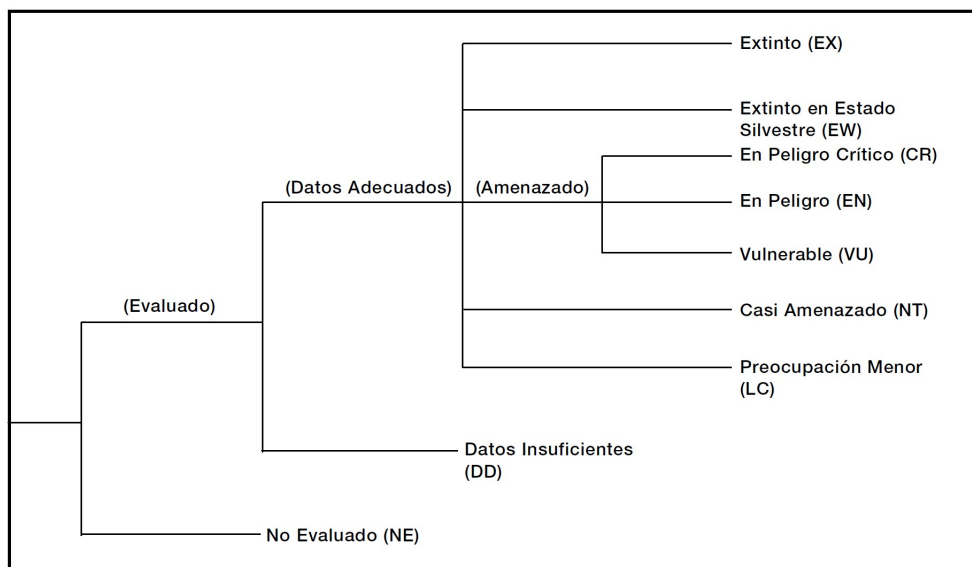 Extinto (EX)
Extinto en Estado
Silvestre (EW)
En Peligro Crítico (CR)
(Datos Adecuados)
(Amenazado)
En Peligro (EN)
Vulnerable (VU)
(Evaluado)
Casi Amenazado (NT)
Preocupación Menor
(LC)
Datos Insuficientes
(DD)
No Evaluado (NE)